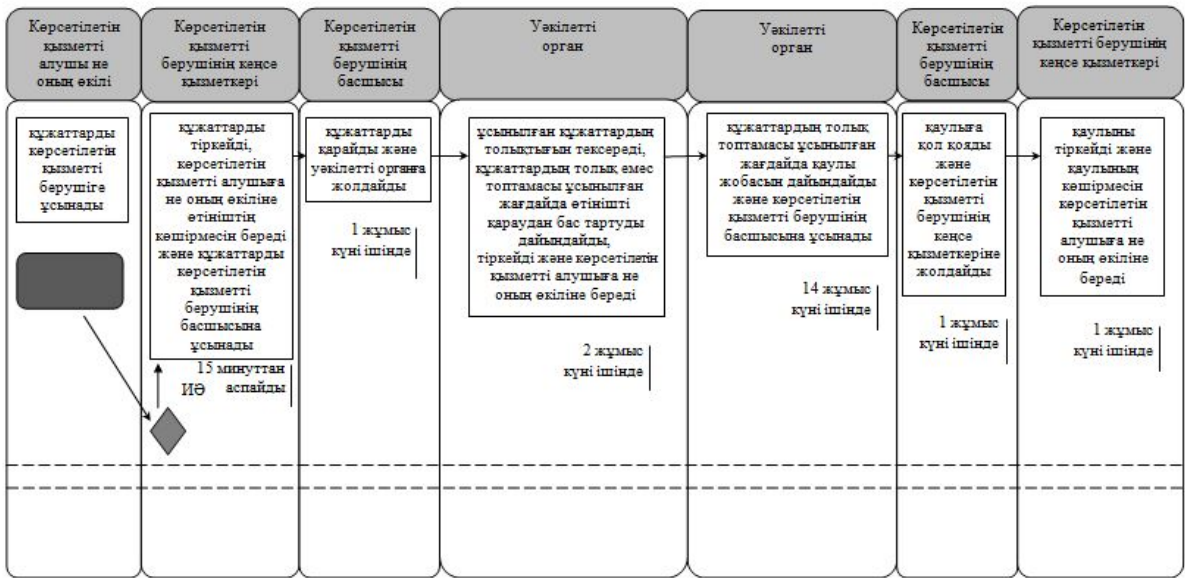 Көрсетілетін
қызметті
алушы не
оның өкілі
Көрсетілетін
қызметті
берушінің кеңсе
қызметкері
Көрсетілетін
қызметті
берушінің
басшысы
Уәкілетті
орган
Уәкілетті
орган
Көрсетілетін
қызметті
берушінің
басшысы
Көрсетілетін
қызметті берушінің
кеңсе қызметкері
құжаттарды
көрсетілетін
қызметті
берушіге
ұсынады
құжаттарды
тіркейді,
көрсетілетін
қызметті алушыға
не оның өкіліне
өтініштің
көшірмесін береді
және құжаттарды
көрсетілетін
қызметті
берушінің
басшысына
ұсынады
15 минуттан
аспайды
ИӘ
құжаттарды
қарайды және
уәкілетті органға
жолдайды
1 жұмыс
күні ішінде
ұсынылған құжаттардың
толықтығын тексереді,
құжаттардың толық емес
топтамасы ұсынылған
жағдайда өтінішті
қараудан бас тартуды
дайындайды,
тіркейді және көрсетілетін
қызметті алушыға не
оның өкіліне береді
2 жұмыс
күні ішінде
құжаттардың толық
топтамасы ұсынылған
жағдайда қаулы
жобасын дайындайды
және көрсетілетін
қызметті берушінің
басшысына ұсынады
14 жұмыс
күні ішінде
қаулыға
қол қояды
және
көрсетілетін
қызметті
берушінің
кеңсе
қызметкеріне
жолдайды
1 жұмыс
күні ішінде
қаулыны
тіркейді және
қаулының
көшірмесін
көрсетілетін
қызметті
алушыға не
оның өкіліне
береді
1 жұмыс
күні ішінде